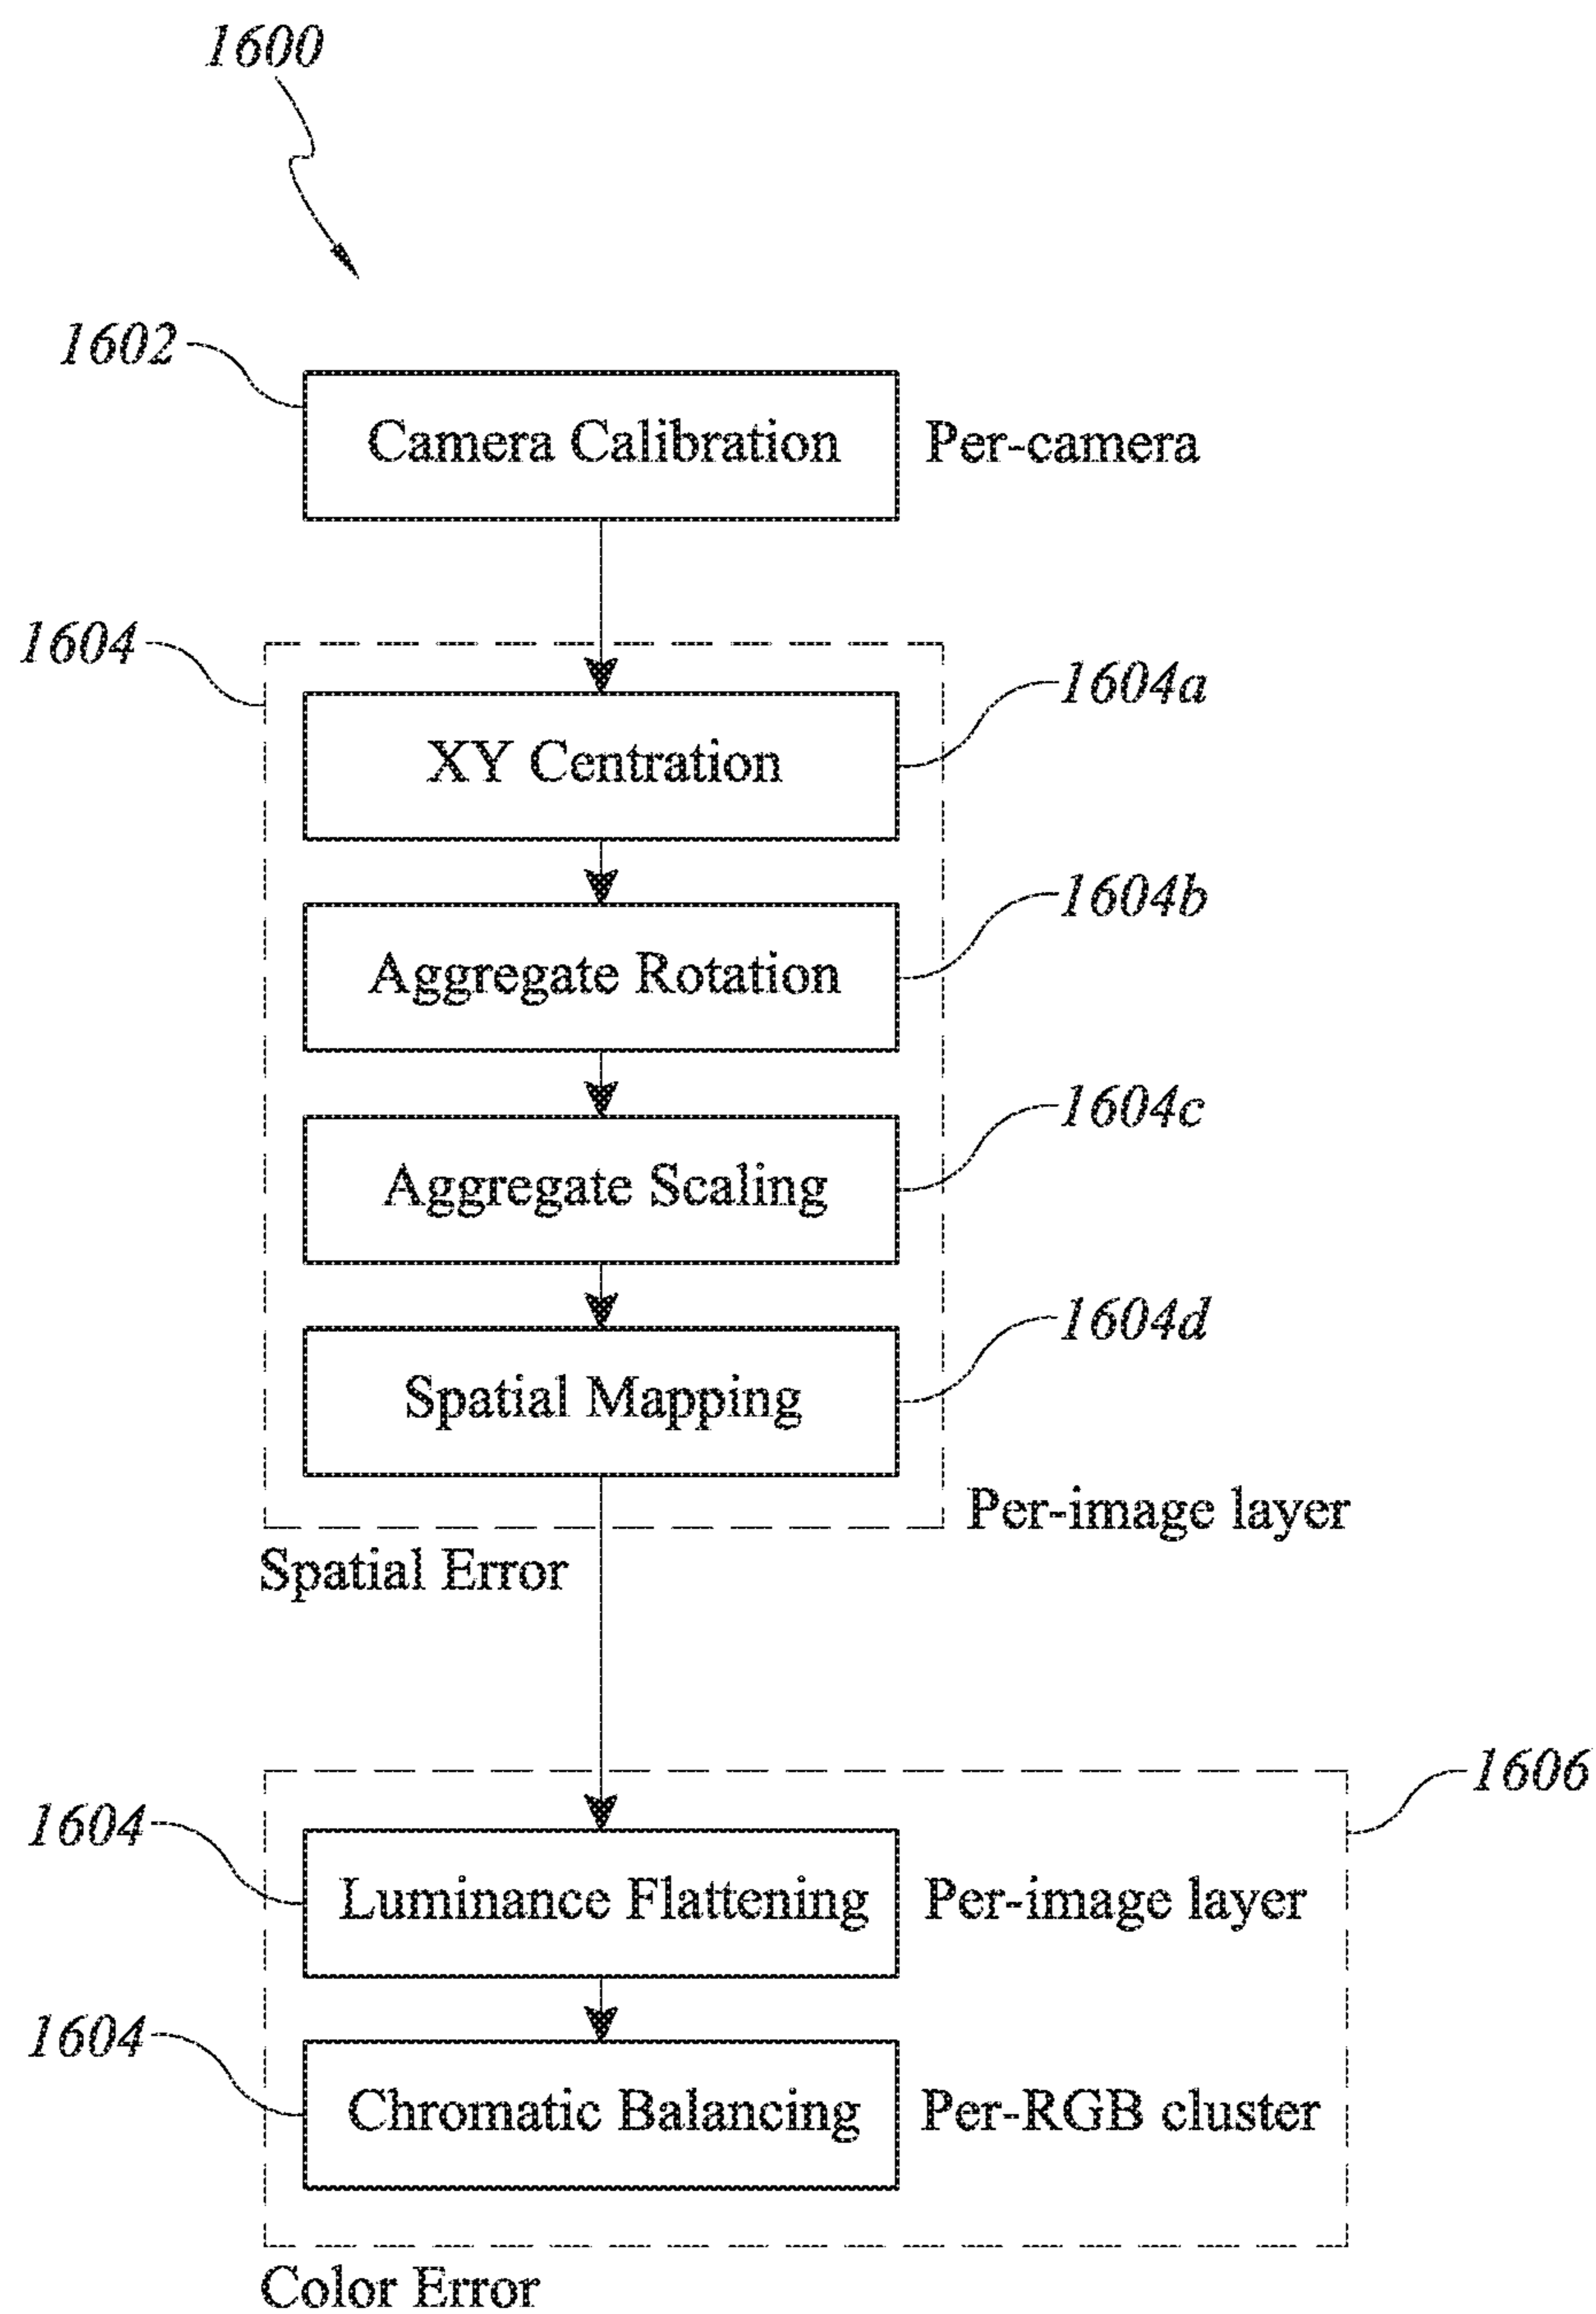 1600
1602
Camera Calibration Per-camera
1604
1604a
XY Centration
1604b
Aggregate Rotation
1604c
Aggregate Scaling
1604d
Spatial Mapping
Per-image layer
Spatial Error
1606
1604
Luminance Flattening Per-image layer
1604
Chromatic Balancing Per-RGB cluster
Color Error